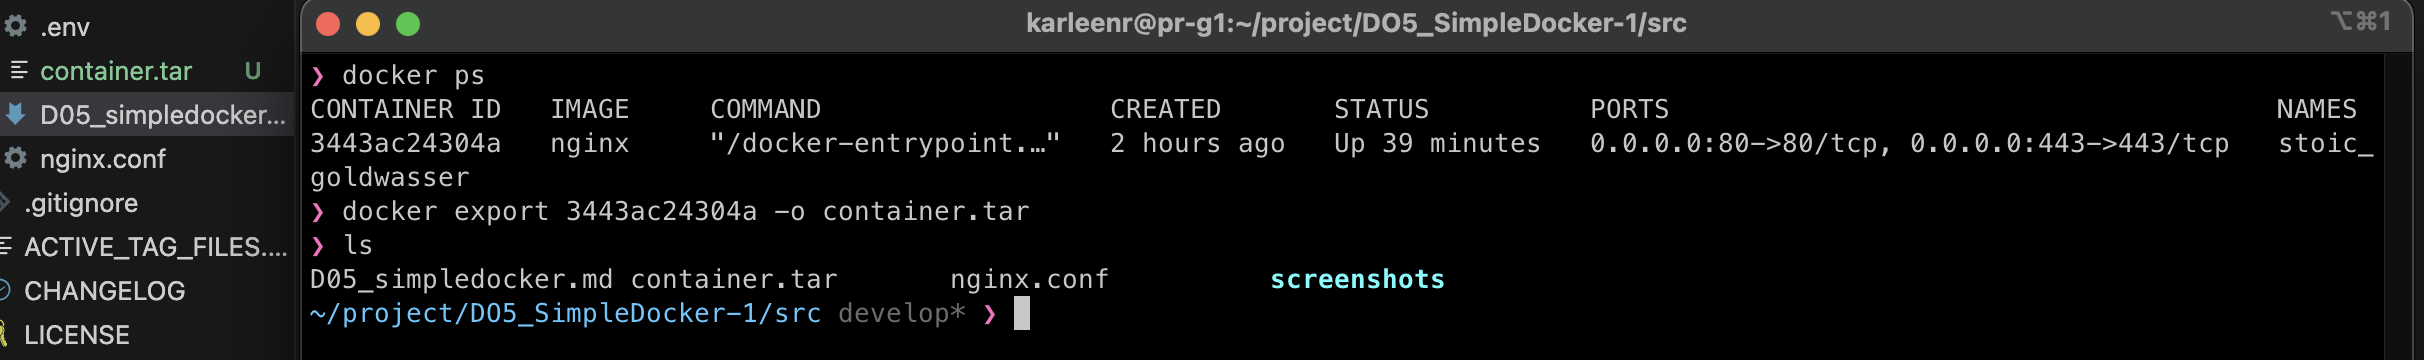 .env
container.tar U
D05_simpledocker...
nginx.conf
.gitignore
ACTIVE_TAG_FILES....
CHANGELOG
LICENSE
karleenr@pr-g1:~/project/DO5_SimpleDocker-1/src ⌥⌘1
❯ docker ps
CONTAINER ID IMAGE COMMAND CREATED STATUS PORTS NAMES
3443ac24304a nginx "/docker-entrypoint.…" 2 hours ago Up 39 minutes 0.0.0.0:80->80/tcp, 0.0.0.0:443->443/tcp stoic_
goldwasser
❯ docker export 3443ac24304a -o container.tar
❯ ls
D05_simpledocker.md container.tar nginx.conf screenshots
~/project/DO5_SimpleDocker-1/src develop* ❯